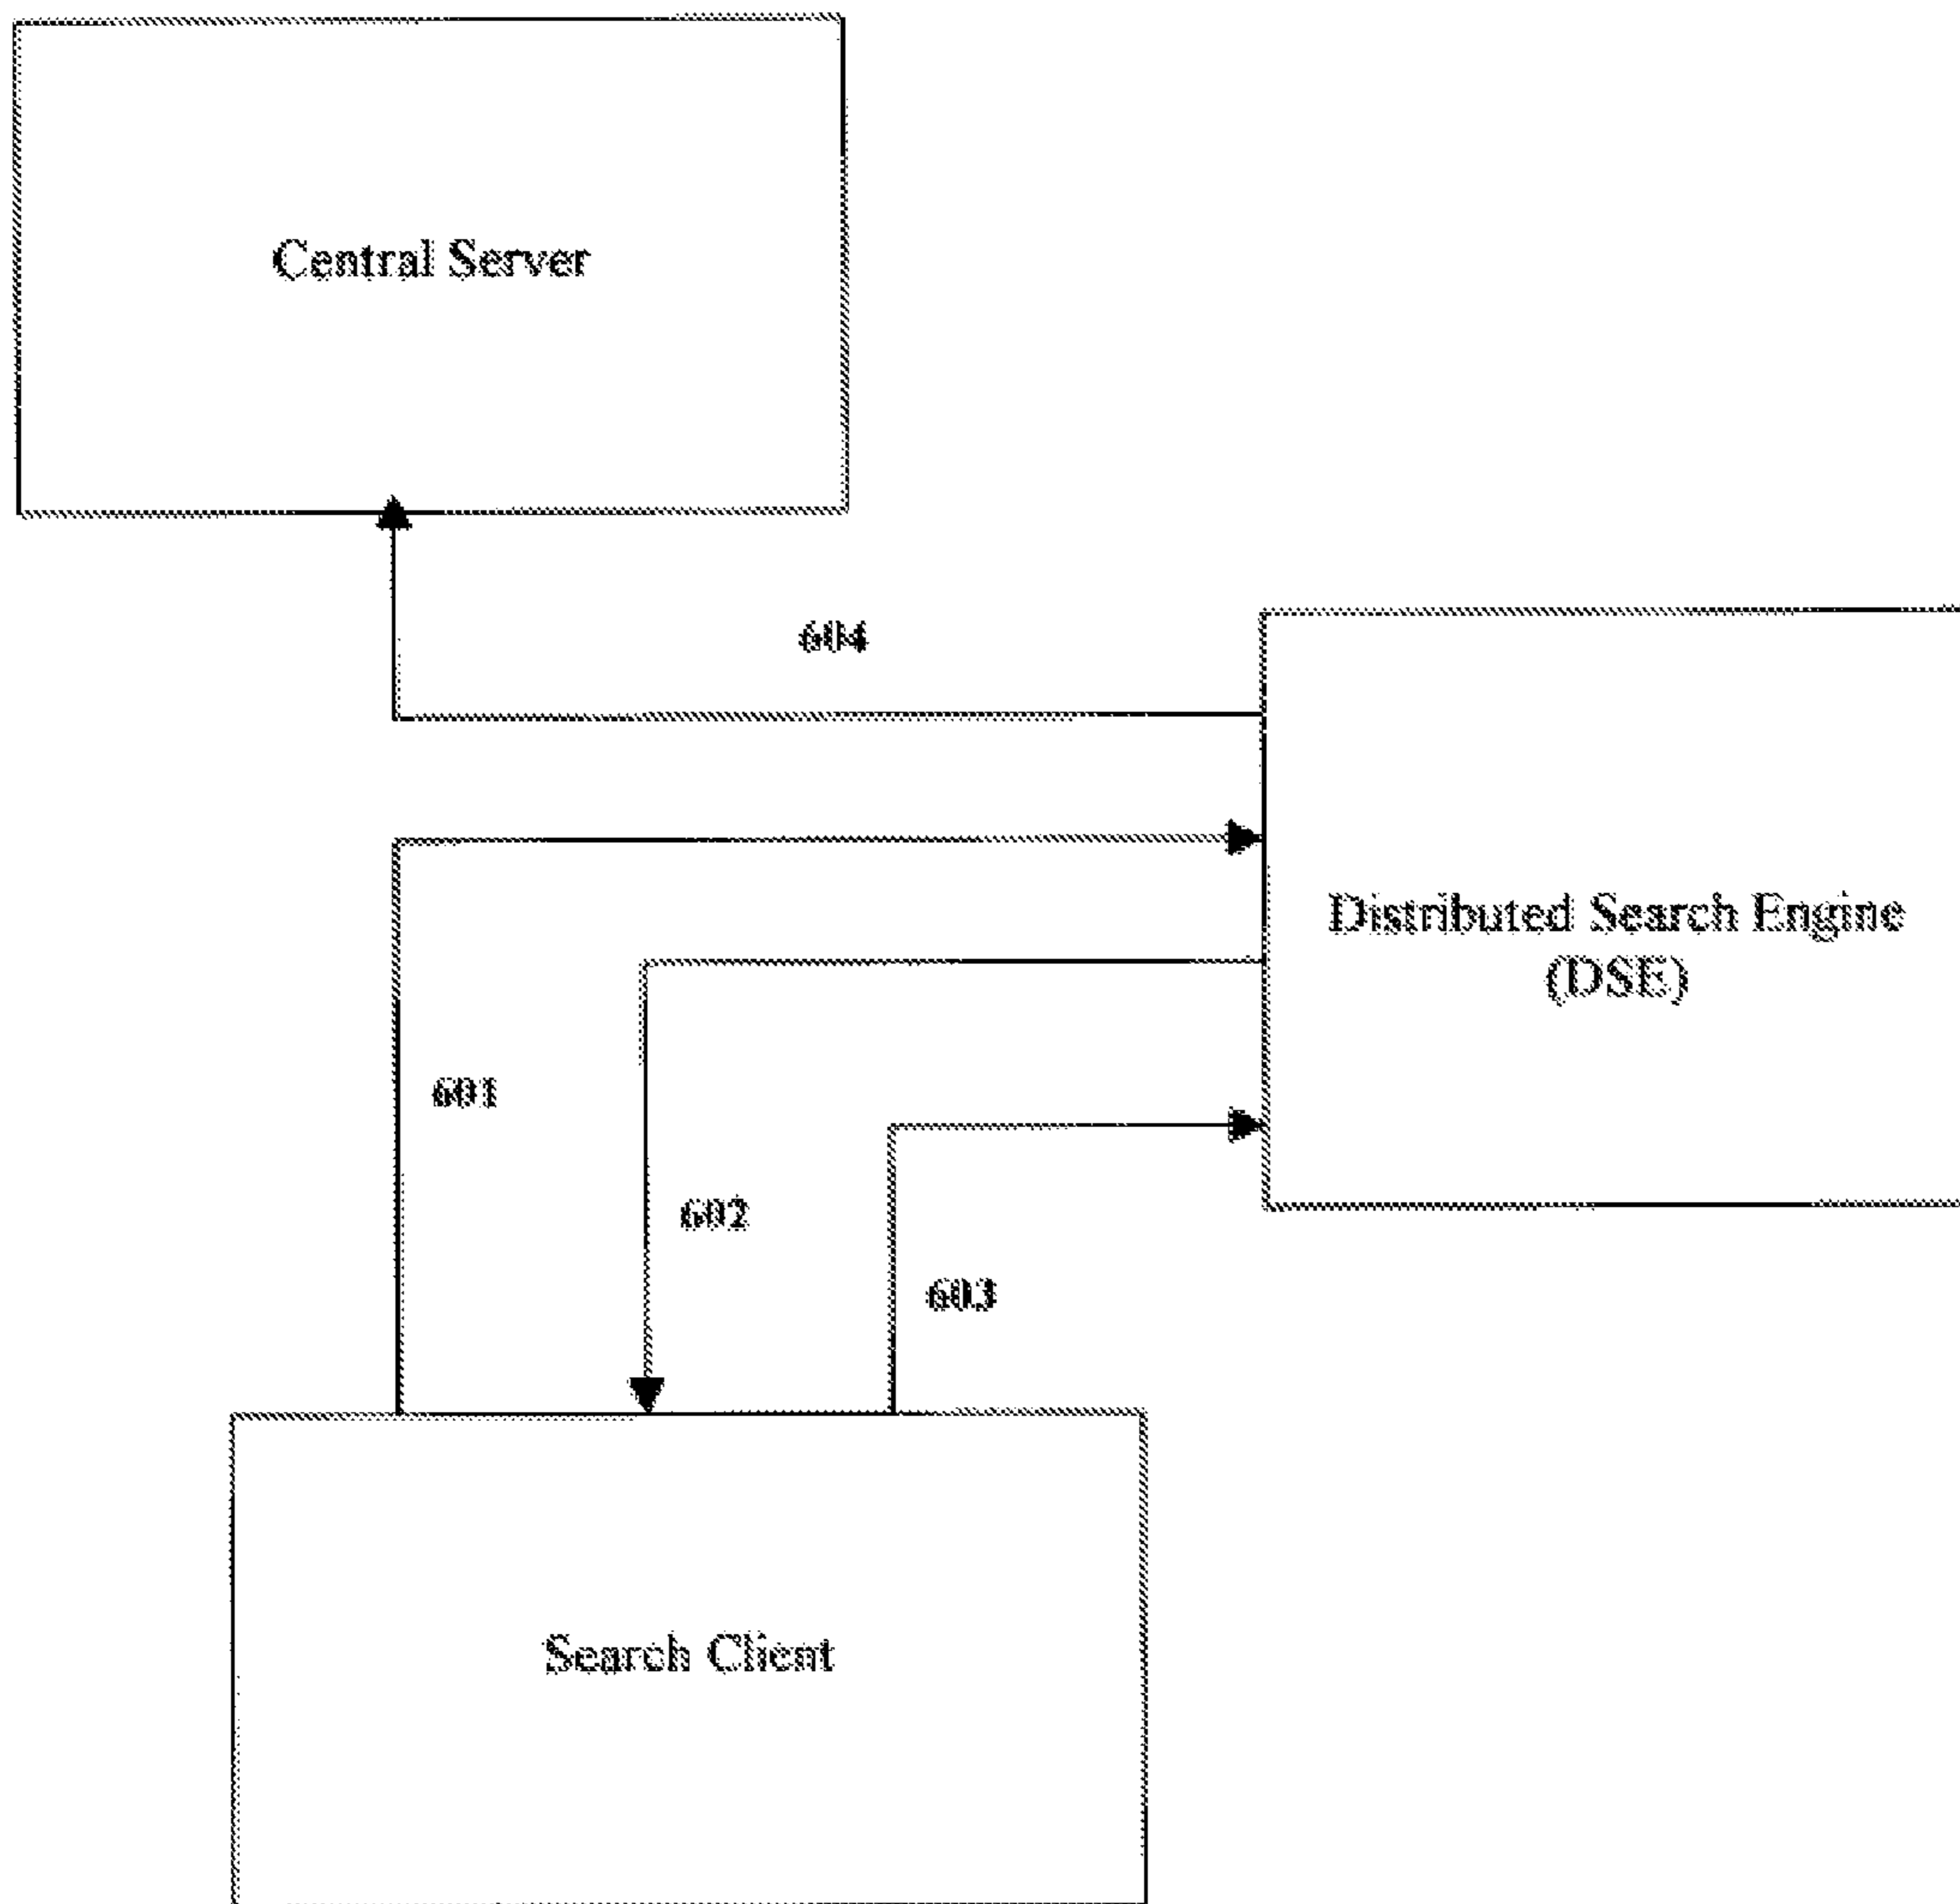 Central Server
604
Distributed Search Engine
(DSE)
601
602
603
Search Client